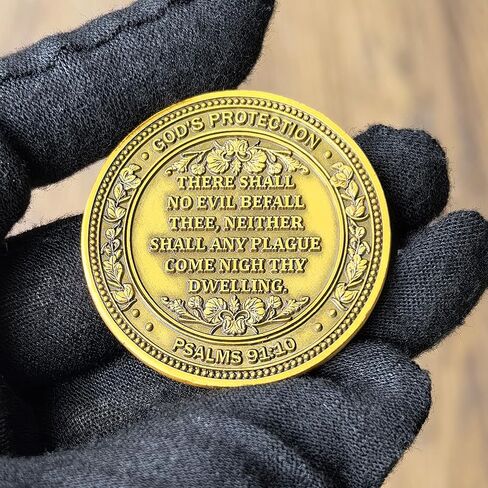 GOD'S PROTECTION
THERE SHALL
NO EVIL BEFALL
THEE, NEITHER
SHALL ANY PLAGUE
COME NIGH THY
DWELLING.
PSALMS 91:10